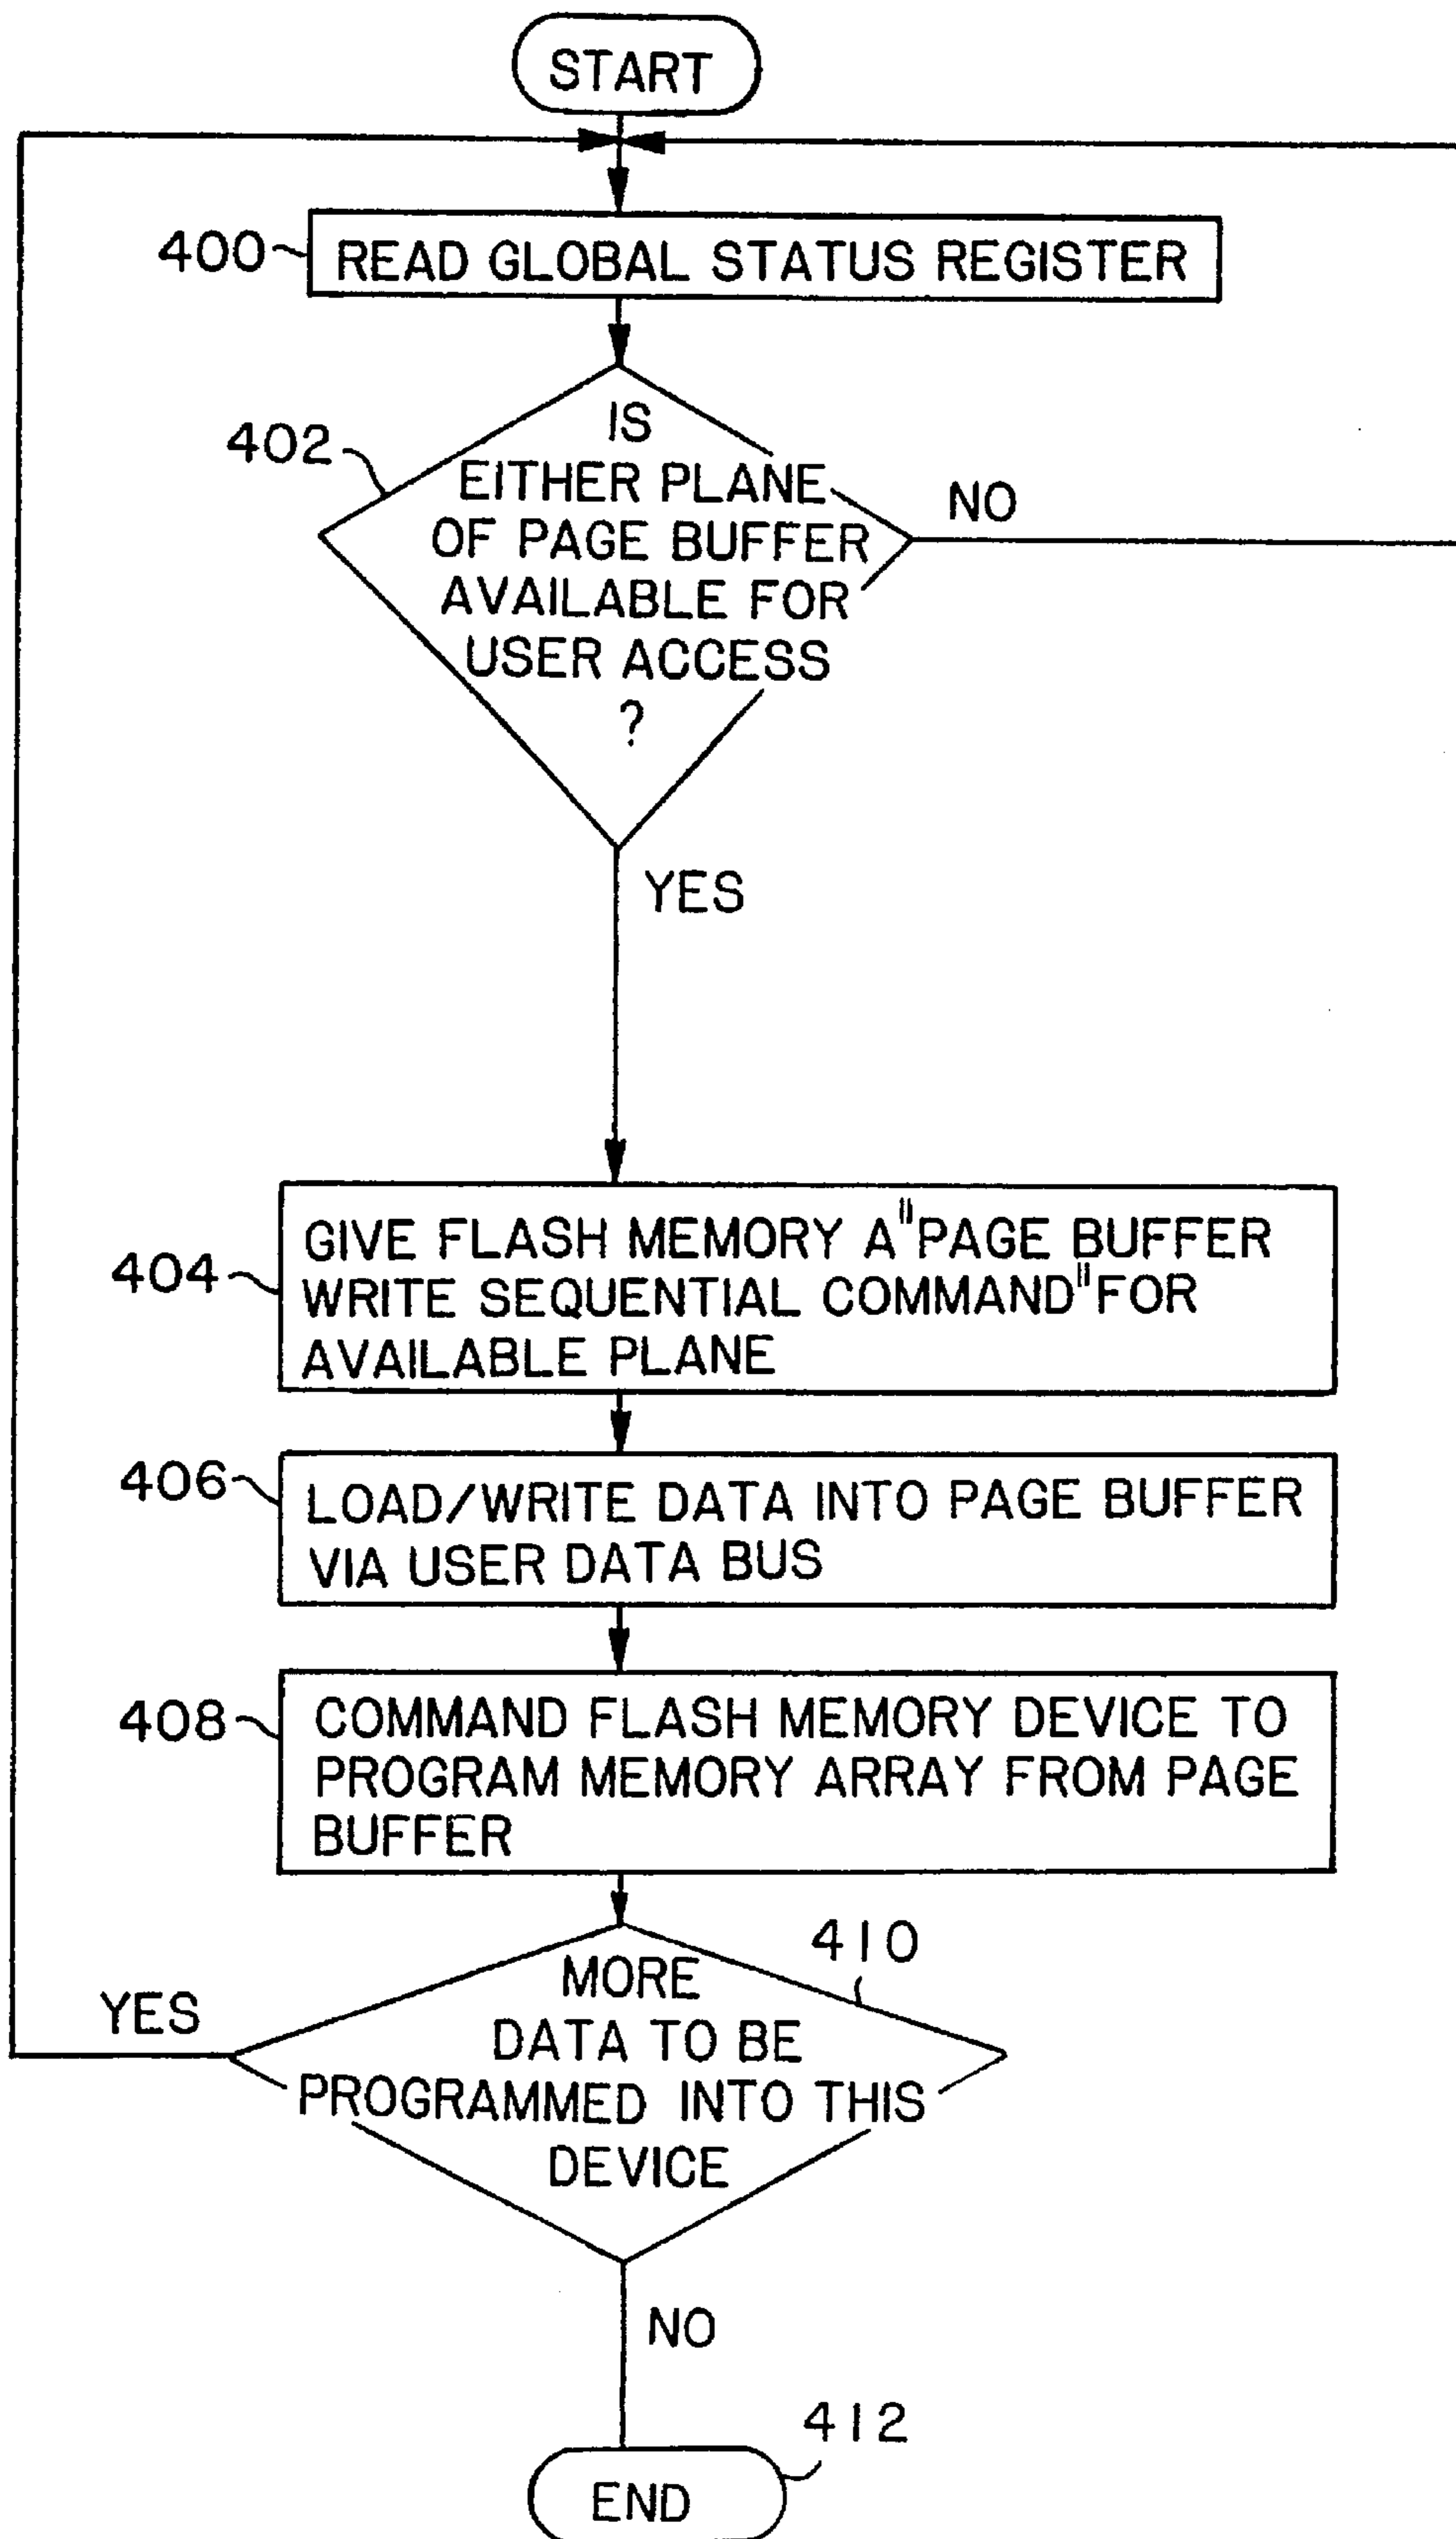 START
400
READ GLOBAL STATUS REGISTER
402
IS
EITHER PLANE
OF PAGE BUFFER
AVAILABLE FOR
USER ACCESS
?
NO
YES
404
GIVE FLASH MEMORY A "PAGE BUFFER
WRITE SEQUENTIAL COMMAND" FOR
AVAILABLE PLANE
406
LOAD/WRITE DATA INTO PAGE BUFFER
VIA USER DATA BUS
408
COMMAND FLASH MEMORY DEVICE TO
PROGRAM MEMORY ARRAY FROM PAGE
BUFFER
410
MORE
DATA TO BE
PROGRAMMED INTO THIS
DEVICE
YES
NO
412
END